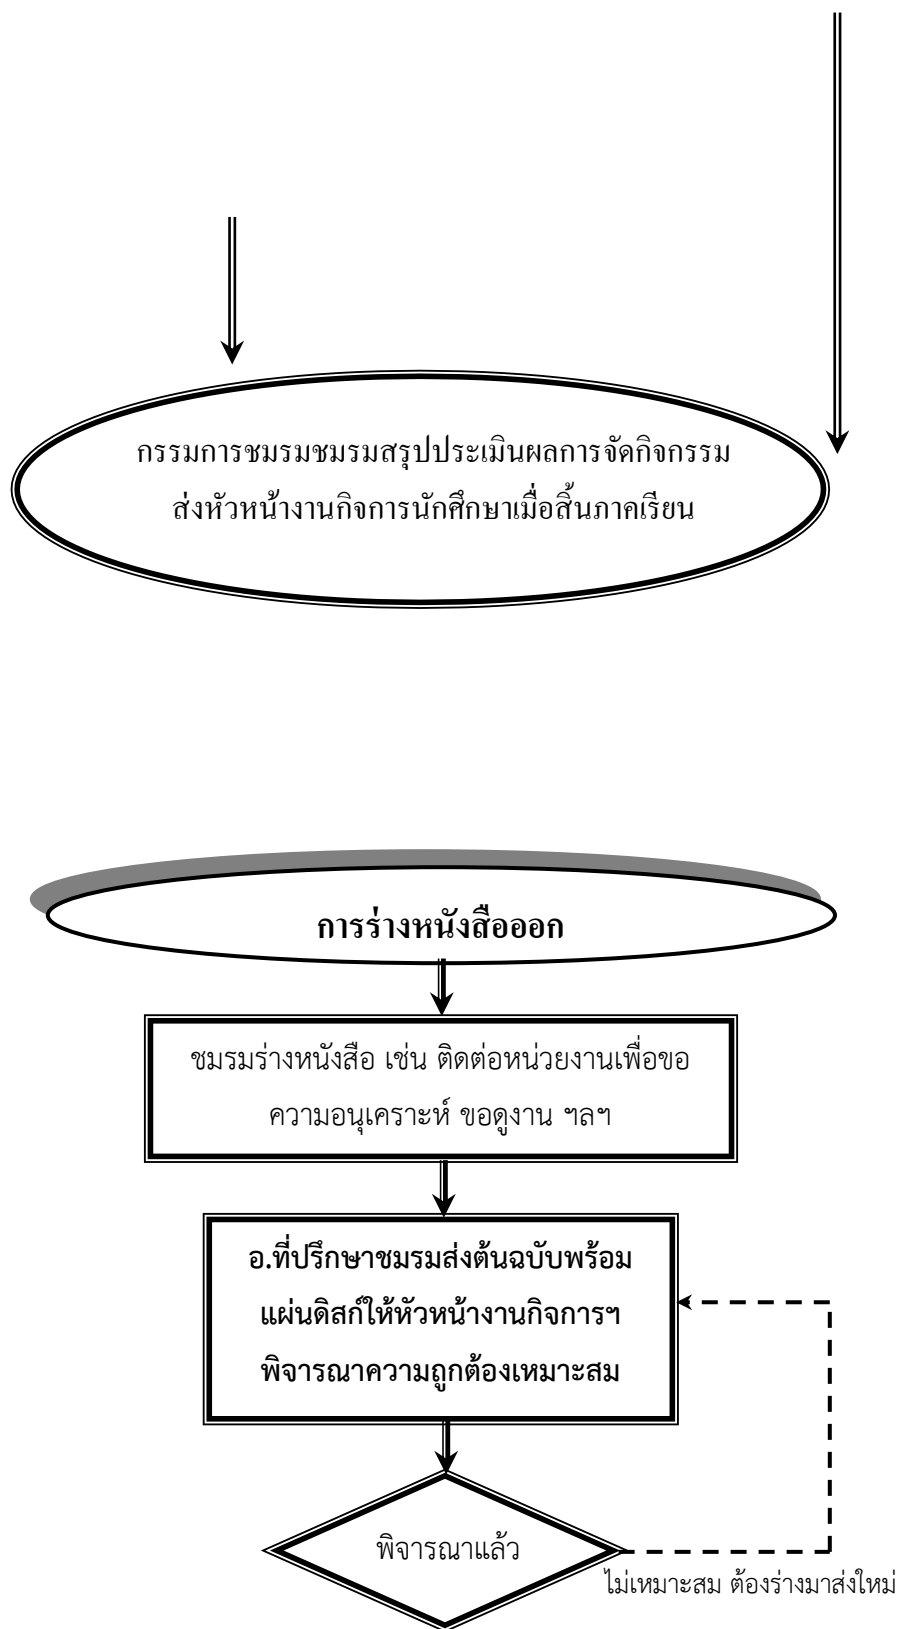 กรรมการชมรมชมรมสรุปประเมินผลการจัดกิจกรรม
ส่งหัวหน้างานกิจการนักศึกษาเมื่อสิ้นภาคเรียน
การร่างหนังสือออก
ชมรมร่างหนังสือ เช่น ติดต่อหน่วยงานเพื่อขอ
ความอนุเคราะห์ ขอดูงาน ฯลฯ
อ.ที่ปรึกษาชมรมส่งต้นฉบับพร้อม
แผ่นดิสก์ให้หัวหน้างานกิจการฯ
พิจารณาความถูกต้องเหมาะสม
พิจารณาแล้ว
ไม่เหมาะสม ต้องร่างมาส่งใหม่